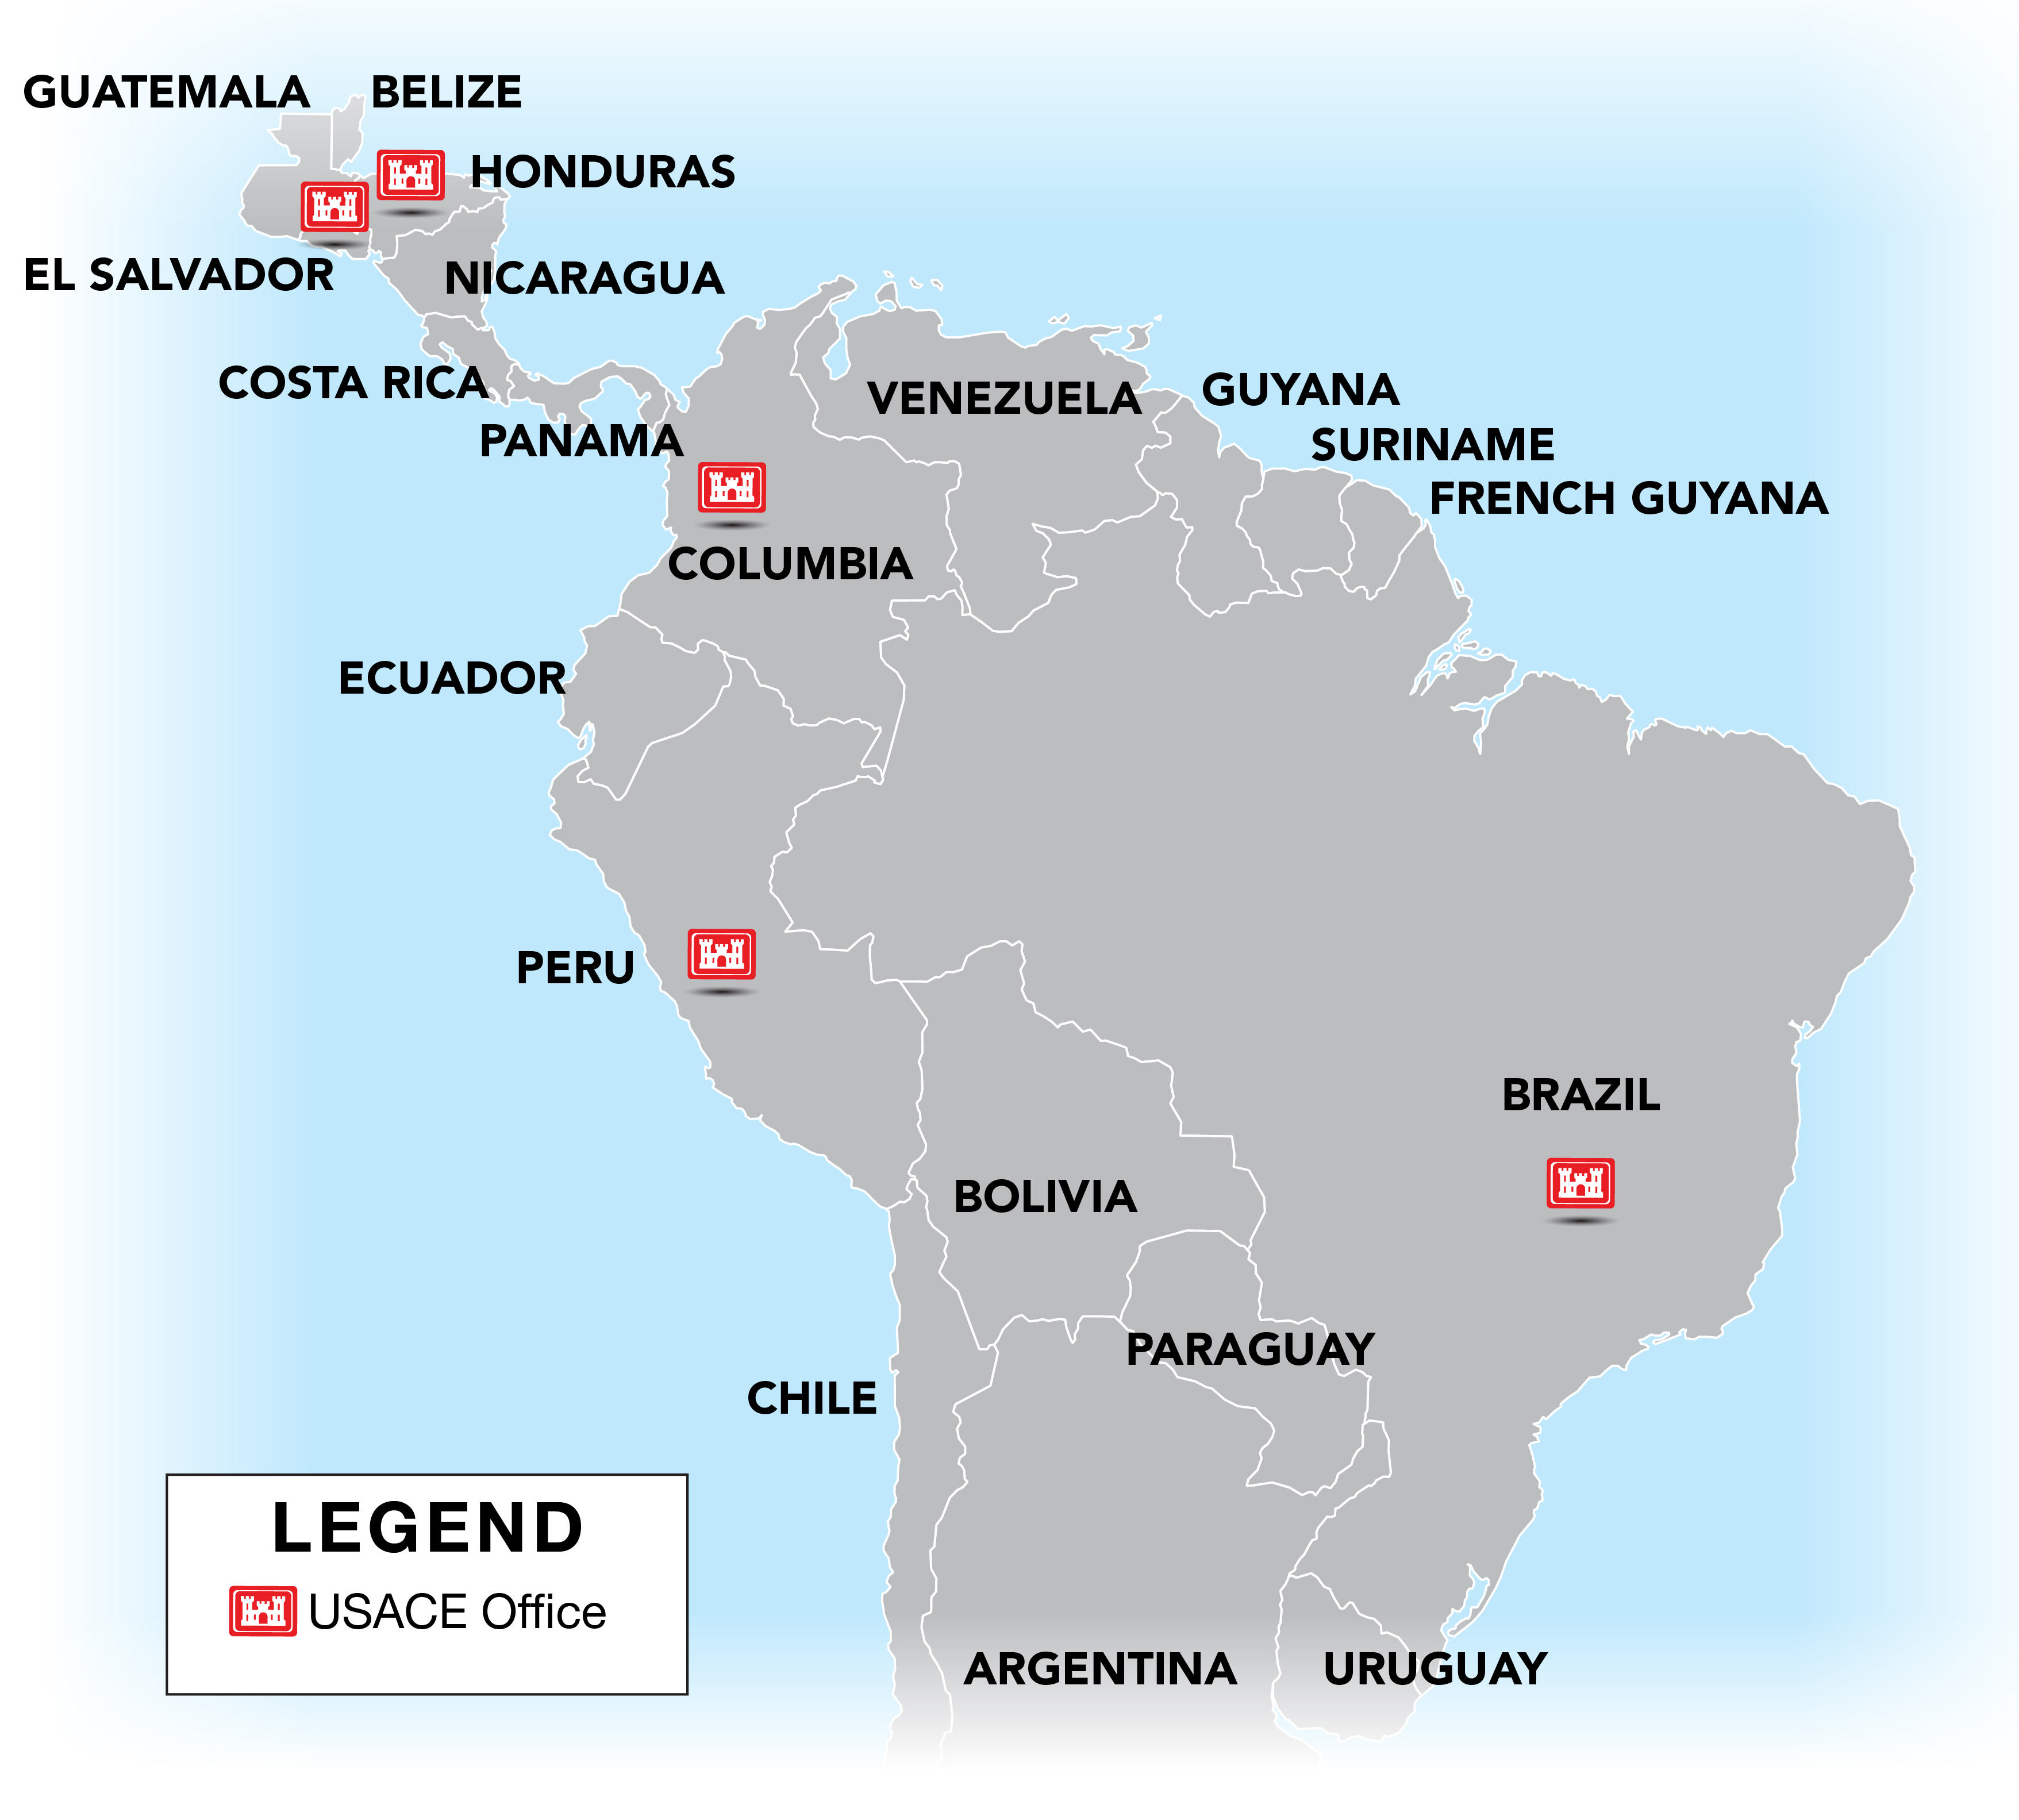 GUATEMALA
BELIZE
HONDURAS
EL SALVADOR
NICARAGUA
COSTA RICA
PANAMA
VENEZUELA
GUYANA
SURINAME
FRENCH GUYANA
COLUMBIA
ECUADOR
PERU
BRAZIL
BOLIVIA
PARAGUAY
CHILE
ARGENTINA
URUGUAY
LEGEND
USACE Office